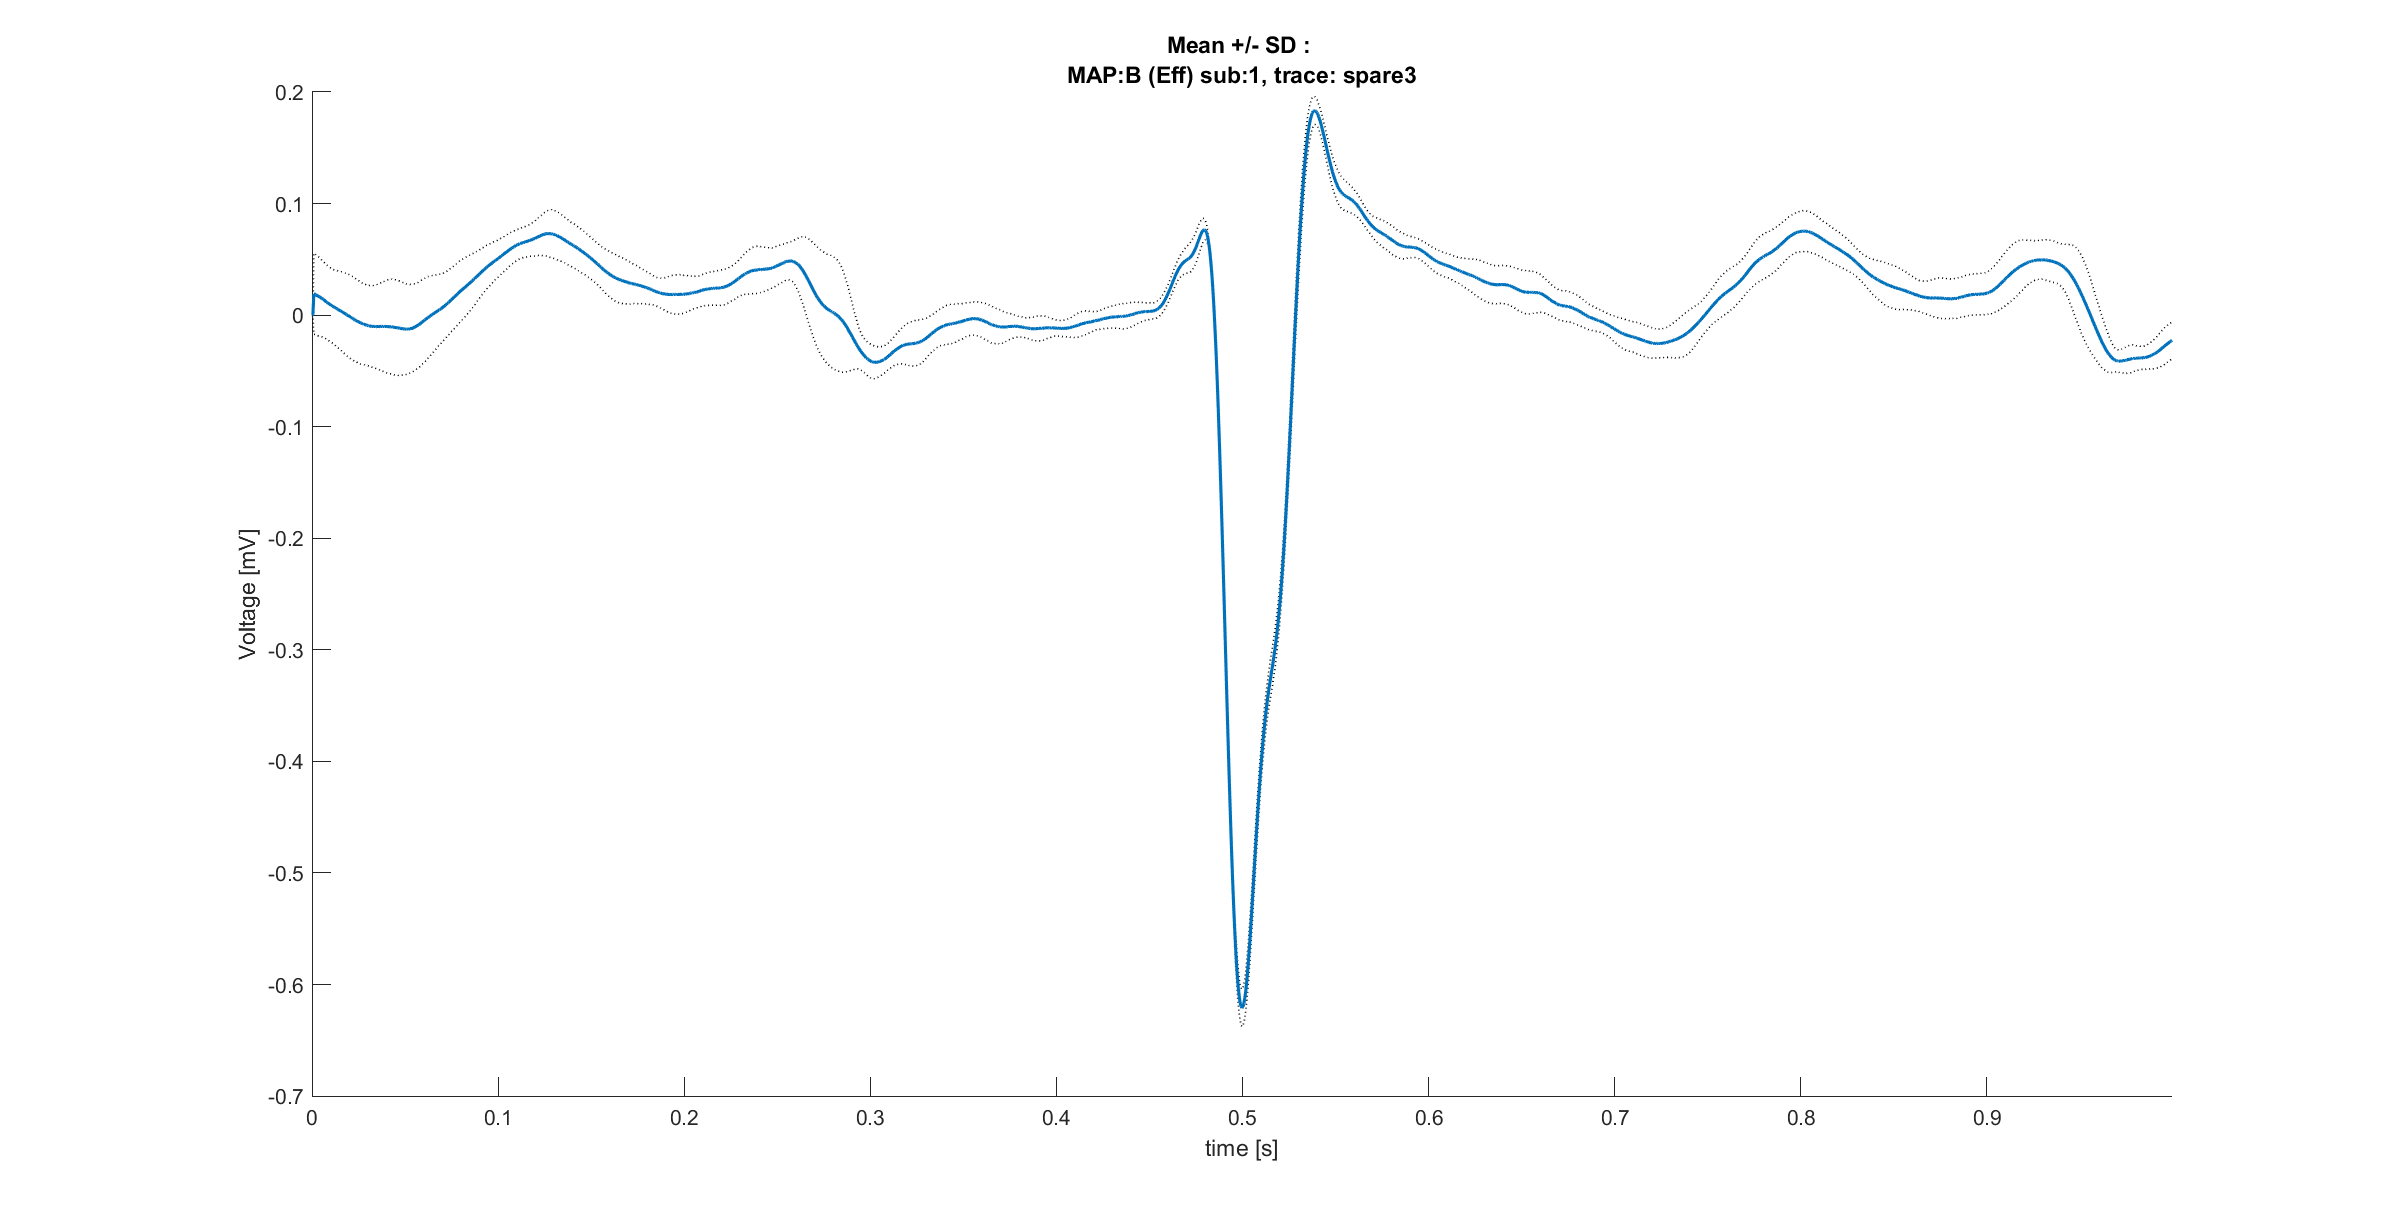 Mean +/- SD :
MAP:B (Eff) sub:1, trace: spare3
0.2
0.1
0
-0.1
-0.2
-0.3
-0.4
-0.5
-0.6
-0.7
Voltage [mV]
0 0.1 0.2 0.3 0.4 0.5 0.6 0.7 0.8 0.9
time [s]